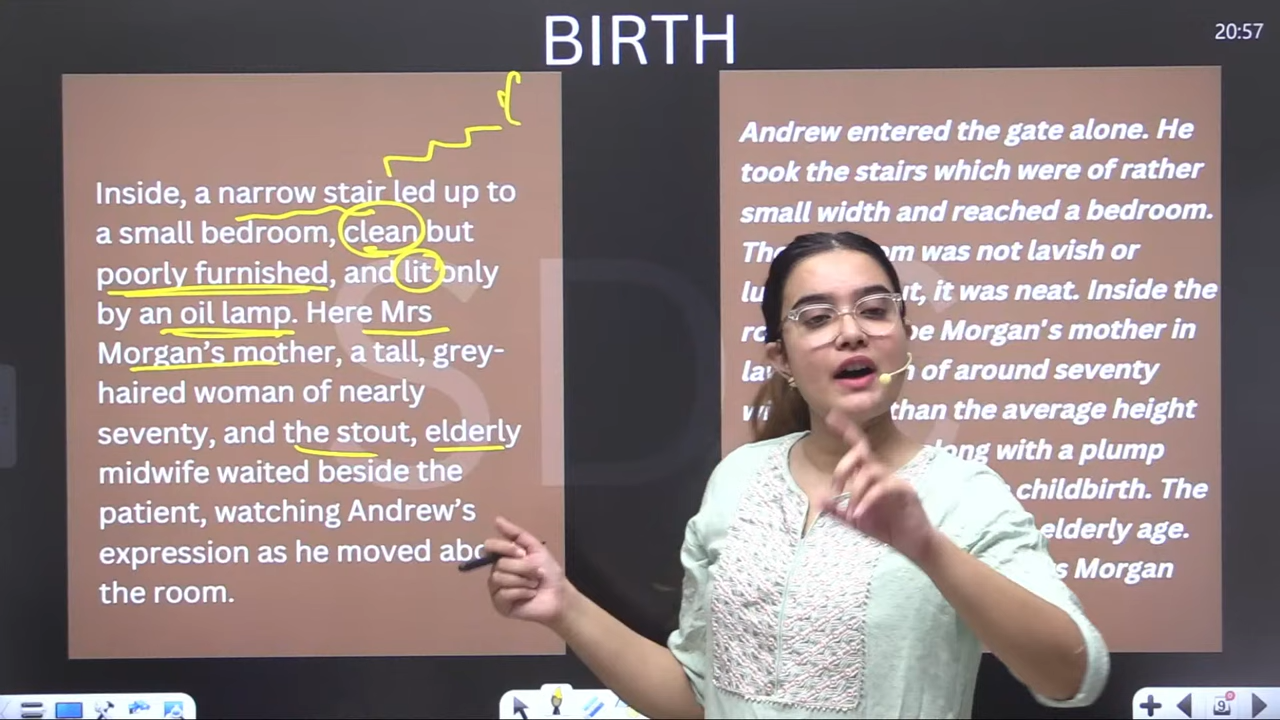 BIRTH
20:57
Inside, a narrow stair led up to
a small bedroom, clean but
poorly furnished, and lit only
by an oil lamp. Here Mrs
Morgan's mother, a tall, grey-
haired woman of nearly
seventy, and the stout, elderly
midwife waited beside the
patient, watching Andrew's
expression as he moved
the room.
Andrew entered the gate alone. He
took the stairs which were of rather
small width and reached a bedroom.
was not lavish or
it was neat. Inside the
Morgan's mother in
of around seventy
than the average height
with a plump
childbirth. The
elderly age.
Morgan